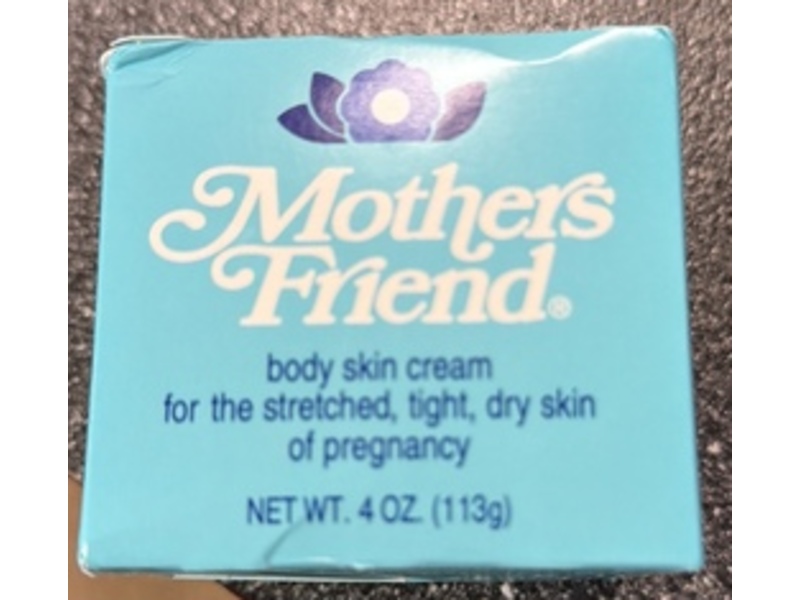 Mothers
Friend®
body skin cream
for the stretched, tight, dry skin
of pregnancy
NET WT. 4 OZ. (113g)